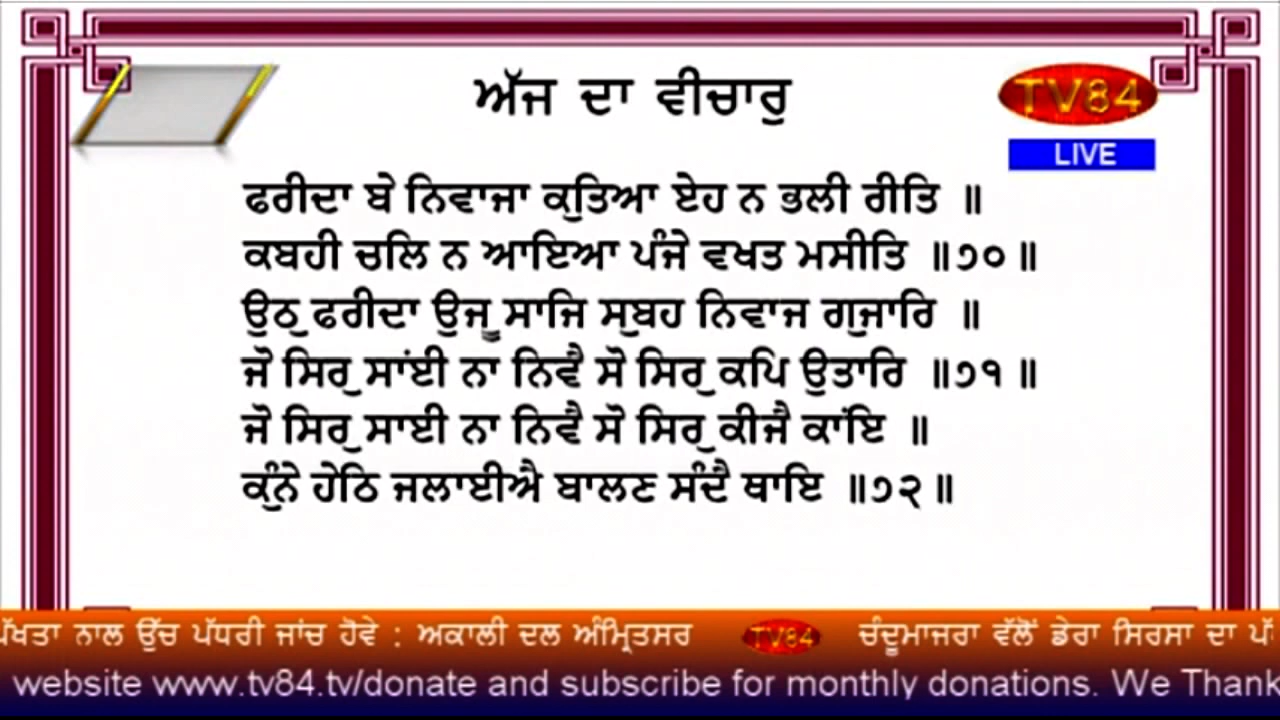 ਅੱਜ ਦਾ ਵੀਚਾਰੁ
TV84
LIVE
ਫਰੀਦਾ ਬੇ ਨਿਵਾਜਾ ਕੁਤਿਆ ਏਹ ਨ ਭਲੀ ਰੀਤਿ ॥
ਕਬਹੀ ਚਲਿ ਨ ਆਇਆ ਪੰਜੇ ਵਖਤ ਮਸੀਤਿ ॥੭੦॥
ਉਠੁ ਫਰੀਦਾ ਉਜੂ ਸਾਜਿ ਸੁਬਹ ਨਿਵਾਜ ਗੁਜਾਰਿ ॥
ਜੋ ਸਿਰੁ ਸਾਂਈ ਨਾ ਨਿਵੈ ਸੋ ਸਿਰੁ ਕਪਿ ਉਤਾਰਿ ॥੭੧॥
ਜੋ ਸਿਰੁ ਸਾਈ ਨਾ ਨਿਵੈ ਸੋ ਸਿਰੁ ਕੀਜੈ ਕਾਂਇ ॥
ਕੁੰਨੇ ਹੇਠਿ ਜਲਾਈਐ ਬਾਲਣ ਸੰਦੈ ਥਾਇ ॥੭੨॥
ਪੱਖਤਾ ਨਾਲ ਉੱਚ ਪੱਧਰੀ ਜਾਂਚ ਹੋਵੇ : ਅਕਾਲੀ ਦਲ ਅੰਮ੍ਰਿਤਸਰ TV84 ਚੰਦੂਮਾਜਰਾ ਵੱਲੋਂ ਡੇਰਾ ਸਿਰਸਾ ਦਾ
website www.tv84.tv/donate and subscribe for monthly donations. We Thank